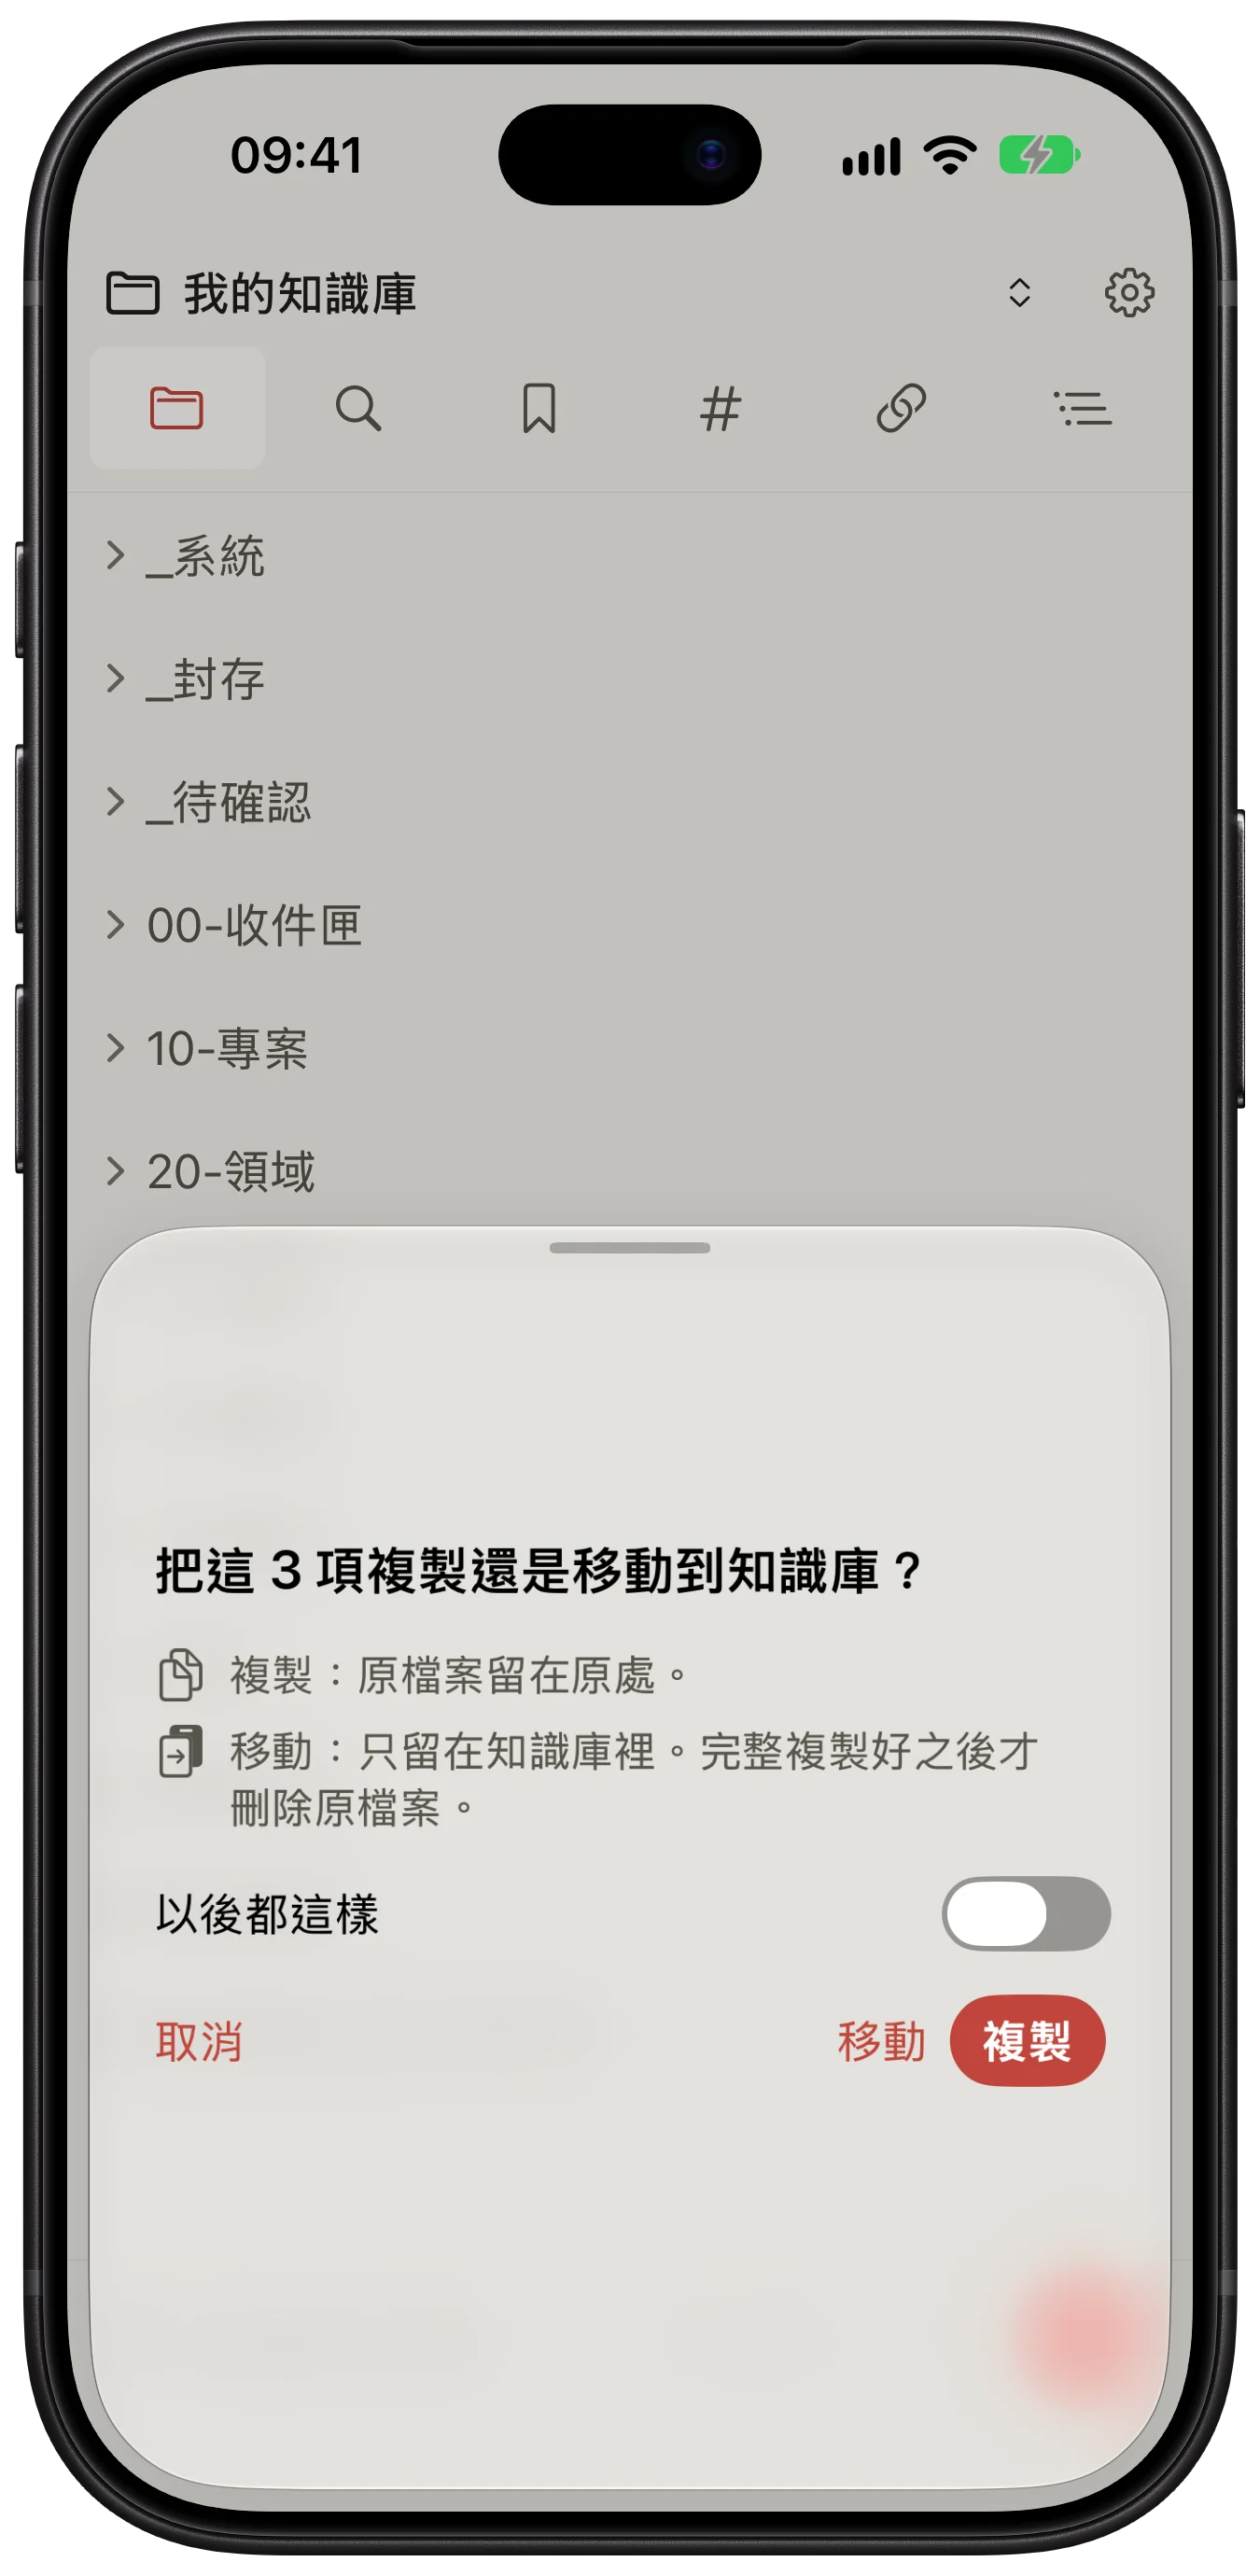 09:41
我的知識庫
_系統
_封存
_待確認
00-收件匣
10-專案
20-領域
把這 3 項複製還是移動到知識庫？
複製：原檔案留在原處。
移動：只留在知識庫裡。完整複製好之後才
刪除原檔案。
以後都這樣
取消
移動
複製